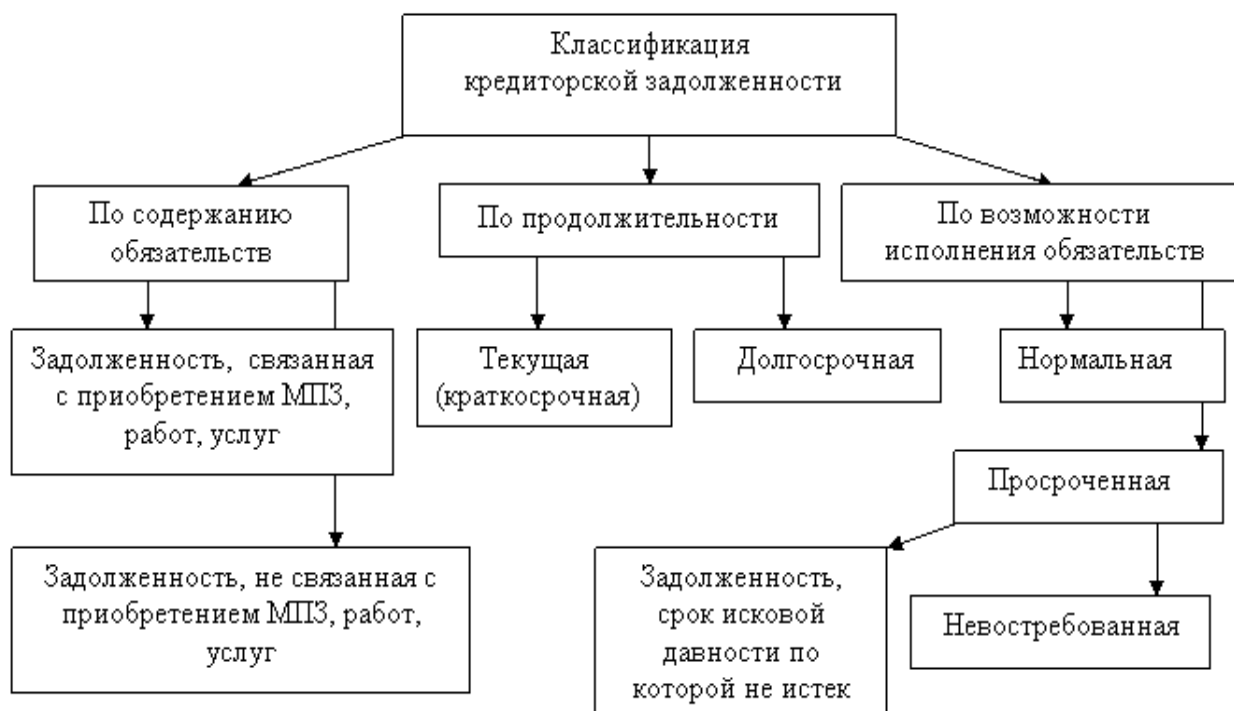 Классификация
кредиторской задолженности
По содержанию
обязательств
По продолжительности
По возможности
исполнения обязательств
Задолженность, связанная
с приобретением МПЗ,
работ, услуг
Текущая
(краткосрочная)
Долгосрочная
Нормальная
Просроченная
Задолженность, не связанная с
приобретением МПЗ, работ,
услуг
Задолженность,
срок исковой
давности по
которой не истек
Невостребованная